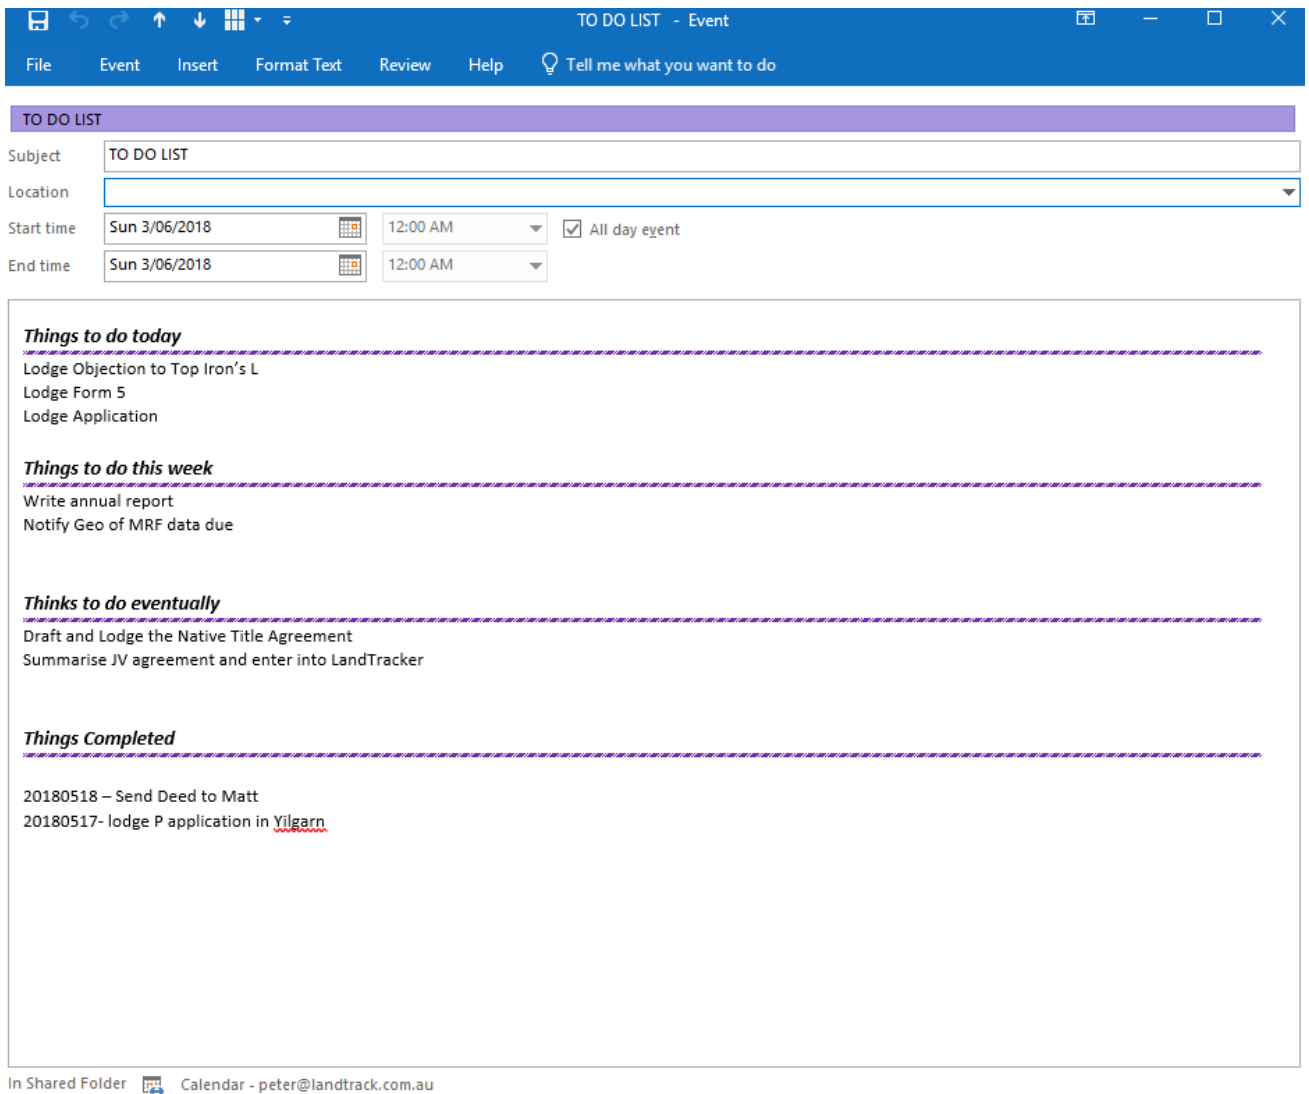 TO DO LIST - Event
File Event Insert Format Text Review Help Tell me what you want to do
TO DO LIST
Subject TO DO LIST
Location
Start time Sun 3/06/2018 12:00 AM All day event
End time Sun 3/06/2018 12:00 AM
Things to do today
Lodge Objection to Top Iron’s L
Lodge Form 5
Lodge Application
Things to do this week
Write annual report
Notify Geo of MRF data due
Thinks to do eventually
Draft and Lodge the Native Title Agreement
Summarise JV agreement and enter into LandTracker
Things Completed
20180518 – Send Deed to Matt
20180517- lodge P application in Yilgarn
In Shared Folder Calendar - peter@landtrack.com.au